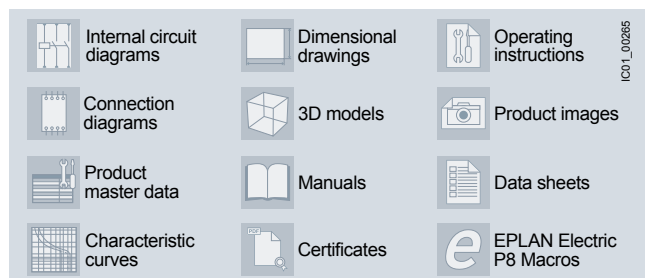 Internal circuit
diagrams
Dimensional
drawings
Operating
instructions
IC01_00265
Connection
diagrams
3D models
Product images
Product
master data
Manuals
Data sheets
Characteristic
curves
PDF
Certificates
e
EPLAN Electric
P8 Macros